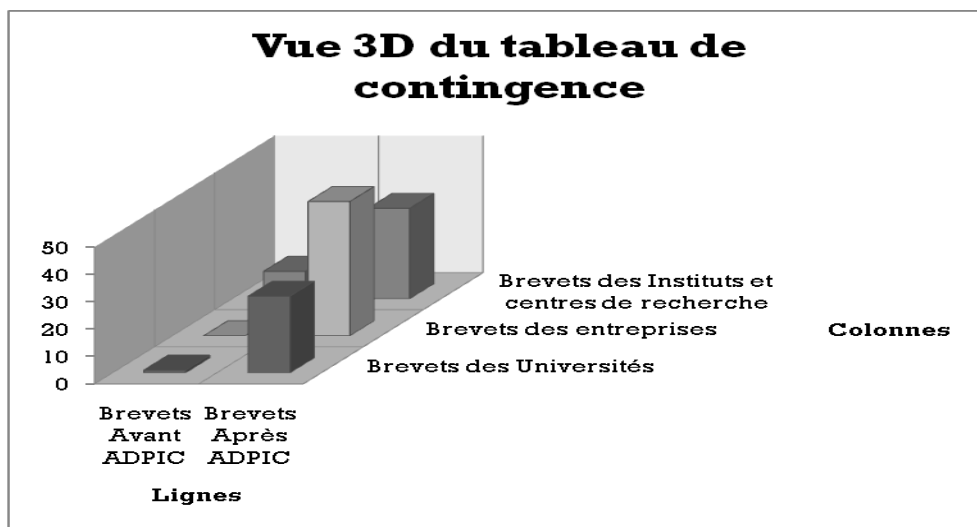 Vue 3D du tableau de
contingence
50
40
30
20
10
0
Brevets des Instituts et
centres de recherche
Brevets des entreprises
Colonnes
Brevets des Universités
Brevets
Avant
ADPIC
Brevets
Après
ADPIC
Lignes